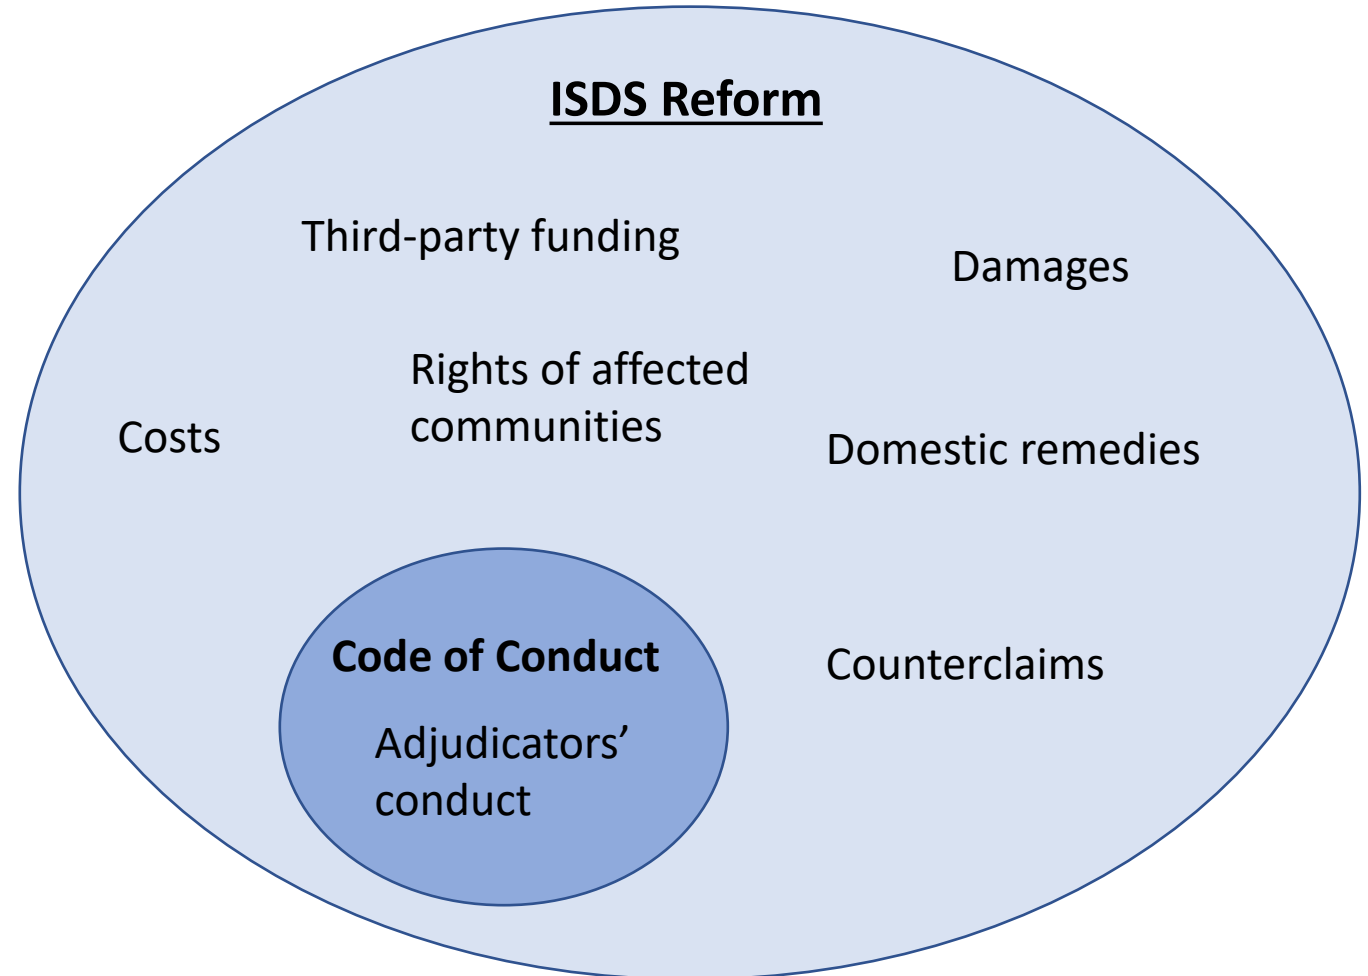 ISDS Reform
Third-party funding
Damages
Rights of affected
communities
Costs
Domestic remedies
Code of Conduct
Adjudicators’
conduct
Counterclaims